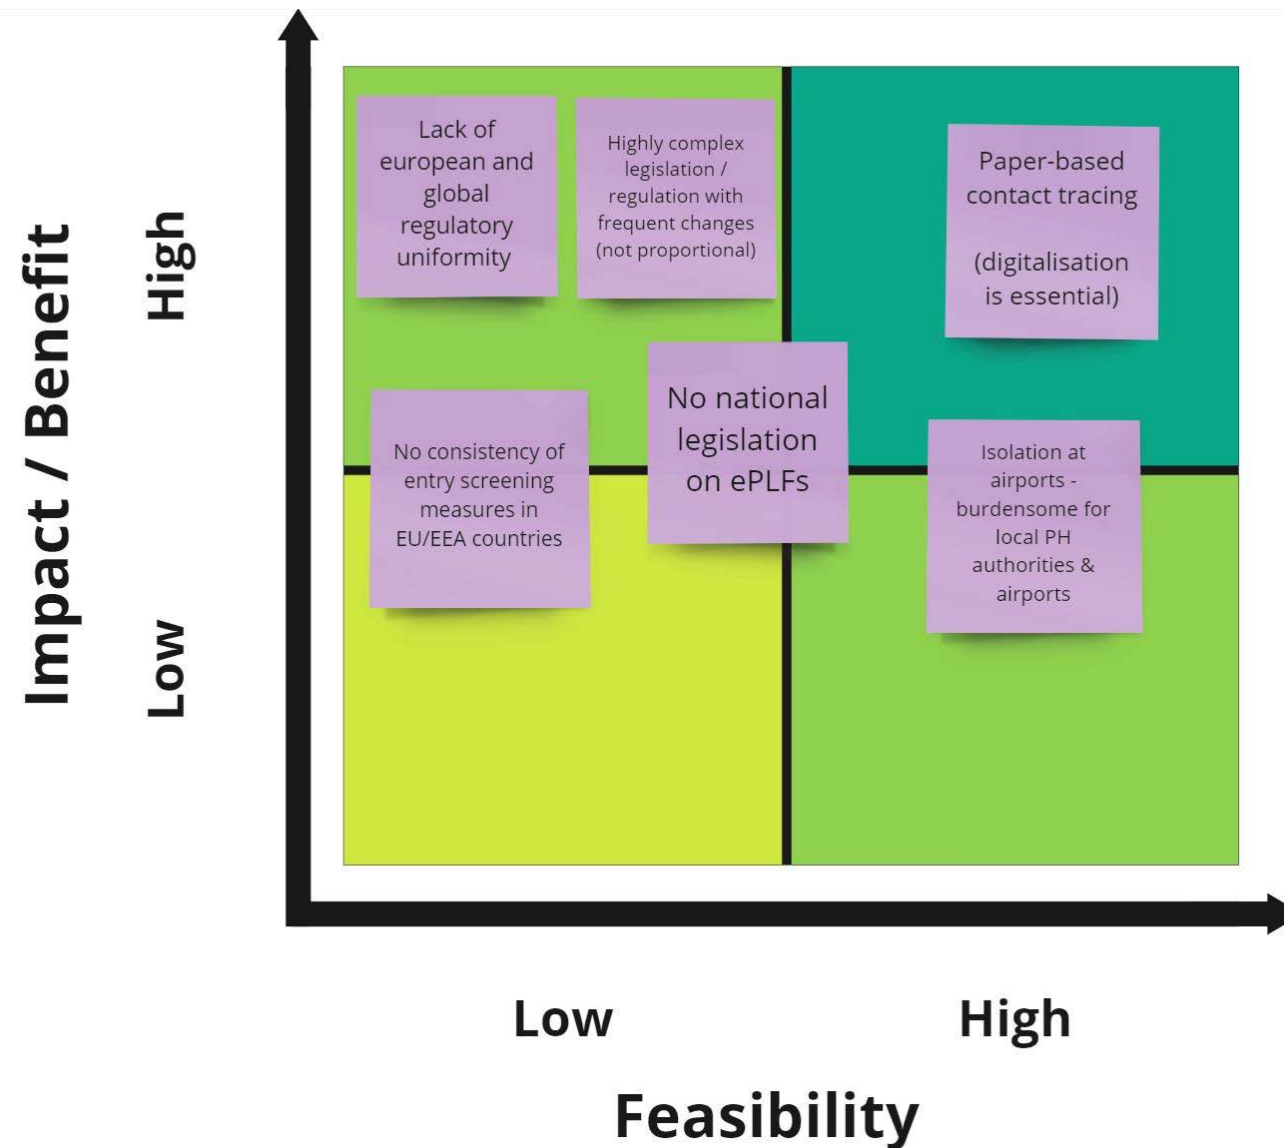 Impact / Benefit
High
Low
Lack of
european and
global
regulatory
uniformity
Highly complex
legislation /
regulation with
frequent changes
(not proportional)
Paper-based
contact tracing
(digitalisation
is essential)
No national
legislation
on ePLFs
No consistency of
entry screening
measures in
EU/EEA countries
Isolation at
airports -
burdensome for
local PH
authorities &
airports
Low
High
Feasibility